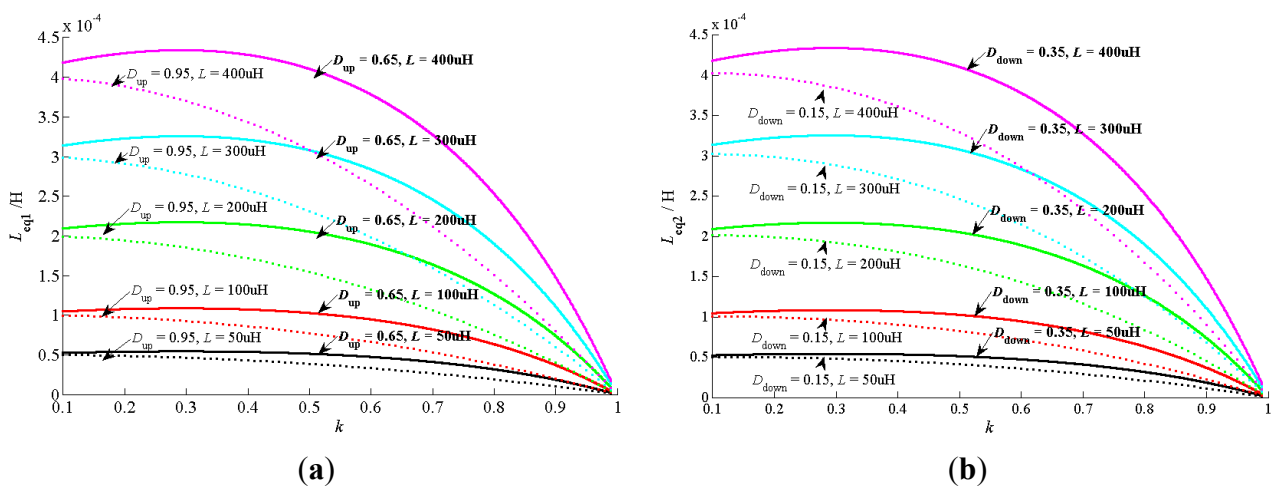 x 10⁻⁴
4.5
4
3.5
3
2.5
2
1.5
1
0.5
0
L_eq1 /H
D_up = 0.65, L = 400uH
D_up = 0.95, L = 400uH
D_up = 0.65, L = 300uH
D_up = 0.95, L = 300uH
D_up = 0.95, L = 200uH
D_up = 0.65, L = 200uH
D_up = 0.95, L = 100uH
D_up = 0.65, L = 100uH
D_up = 0.95, L = 50uH
D_up = 0.65, L = 50uH
0.1 0.2 0.3 0.4 0.5 0.6 0.7 0.8 0.9 1
k
(a)
x 10⁻⁴
4.5
4
3.5
3
2.5
2
1.5
1
0.5
0
L_eq2 / H
D_down = 0.35, L = 400uH
D_down = 0.15, L = 400uH
D_down = 0.35, L = 300uH
D_down = 0.15, L = 300uH
D_down = 0.35, L = 200uH
D_down = 0.15, L = 200uH
D_down = 0.35, L = 100uH
D_down = 0.15, L = 100uH
D_down = 0.35, L = 50uH
D_down = 0.15, L = 50uH
0.1 0.2 0.3 0.4 0.5 0.6 0.7 0.8 0.9 1
k
(b)